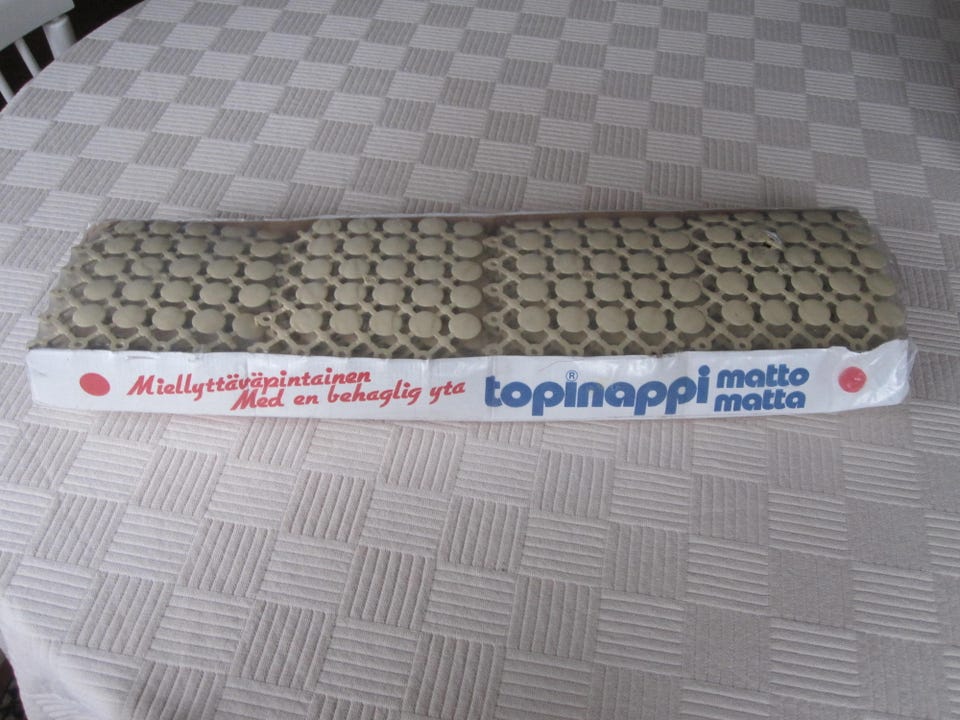 Miellyttäväpintainen
Med en behaglig yta
topinappi®
matto
matta